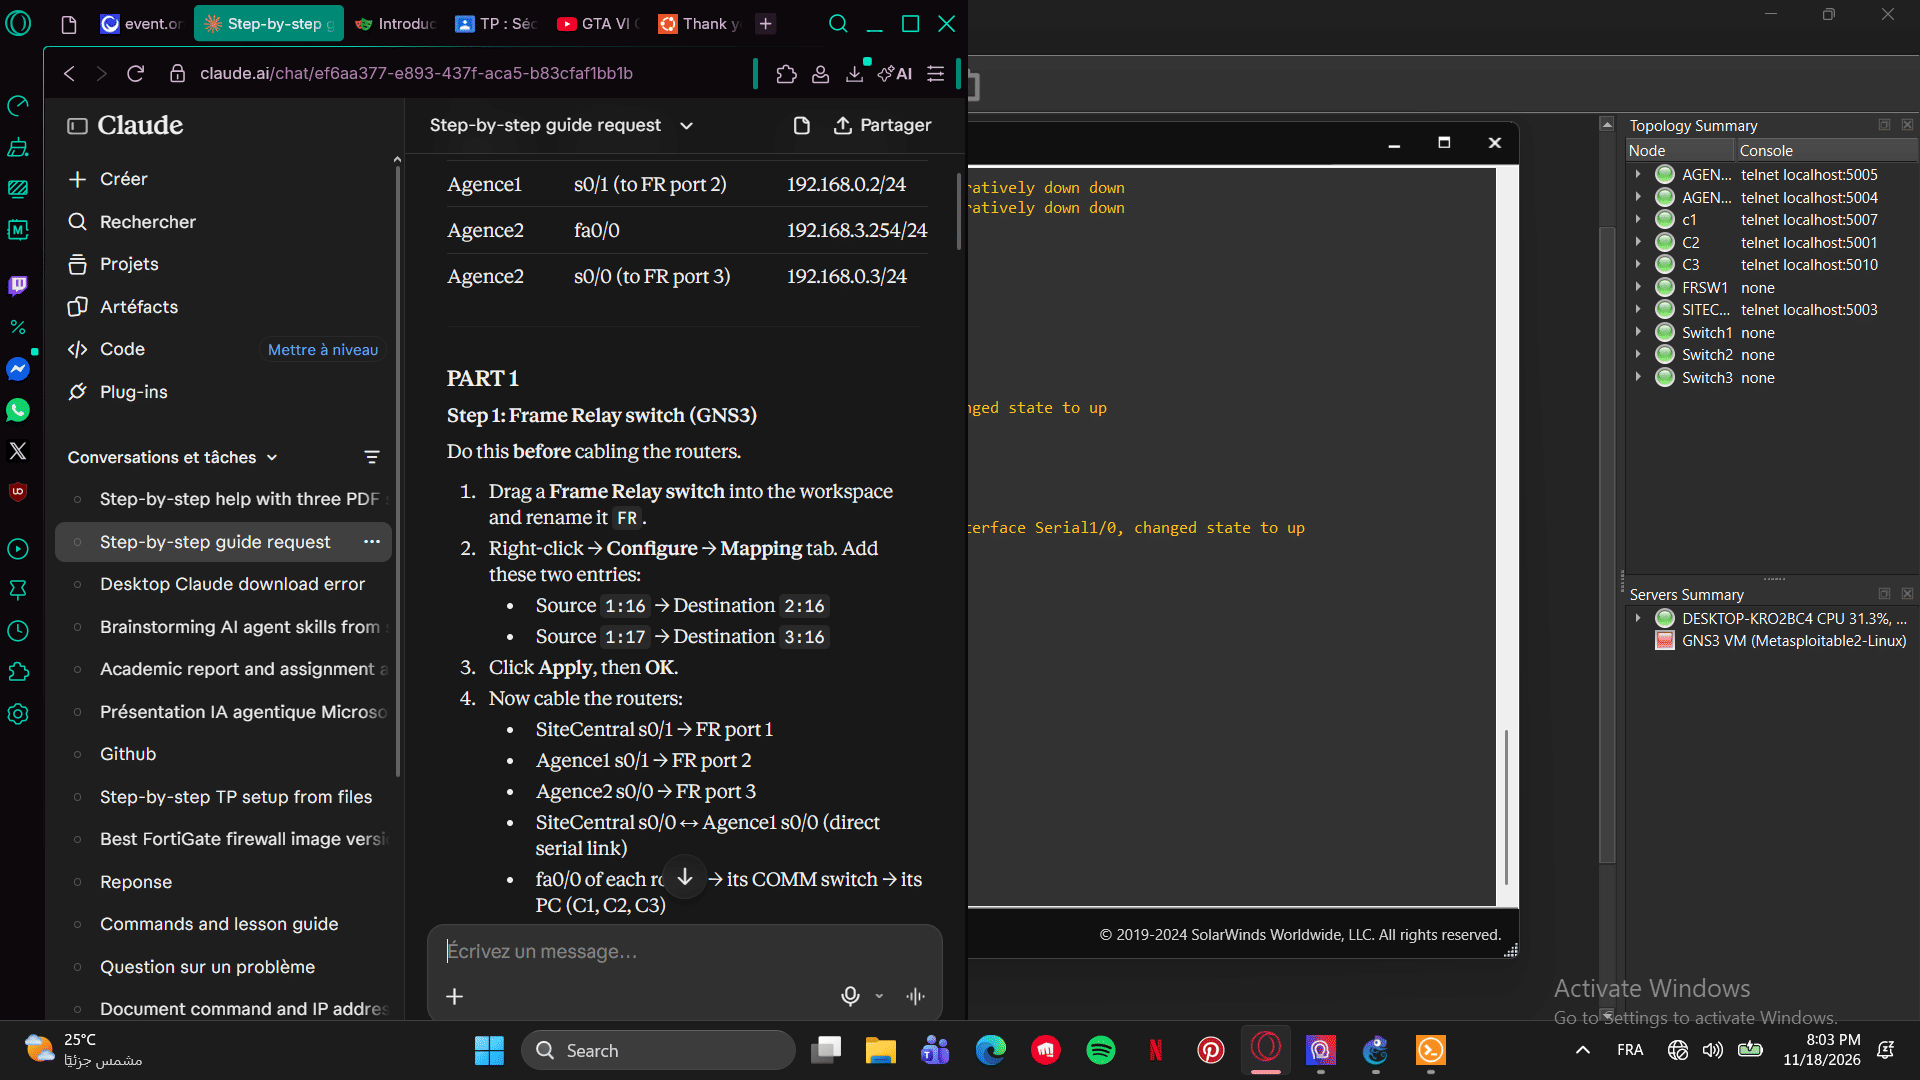 event.or
Step-by-step g
Introduc
TP : Séc
GTA VI
Thank y
claude.ai/chat/ef6aa377-e893-437f-aca5-b83cfaf1bb1b
AI
Claude
Créer
Rechercher
Projets
Artéfacts
Code
Mettre à niveau
Plug-ins
Conversations et tâches
Step-by-step help with three PDF
Step-by-step guide request
Desktop Claude download error
Brainstorming AI agent skills from
Academic report and assignment a
Présentation IA agentique Microso
Github
Step-by-step TP setup from files
Best FortiGate firewall image versi
Reponse
Commands and lesson guide
Question sur un problème
Document command and IP addres
Step-by-step guide request
Partager
Agence1 s0/1 (to FR port 2) 192.168.0.2/24
Agence2 fa0/0 192.168.3.254/24
Agence2 s0/0 (to FR port 3) 192.168.0.3/24
PART 1
Step 1: Frame Relay switch (GNS3)
Do this before cabling the routers.
1. Drag a Frame Relay switch into the workspace
and rename it FR.
2. Right-click → Configure → Mapping tab. Add
these two entries:
• Source 1:16 → Destination 2:16
• Source 1:17 → Destination 3:16
3. Click Apply, then OK.
4. Now cable the routers:
• SiteCentral s0/1 → FR port 1
• Agence1 s0/1 → FR port 2
• Agence2 s0/0 → FR port 3
• SiteCentral s0/0 ↔ Agence1 s0/0 (direct
serial link)
• fa0/0 of each ro → its COMM switch → its
PC (C1, C2, C3)
Écrivez un message...
ratively down down
ratively down down
nged state to up
terface Serial1/0, changed state to up
© 2019-2024 SolarWinds Worldwide, LLC. All rights reserved.
Topology Summary
Node Console
AGEN... telnet localhost:5005
AGEN... telnet localhost:5004
c1 telnet localhost:5007
C2 telnet localhost:5001
C3 telnet localhost:5010
FRSW1 none
SITEC... telnet localhost:5003
Switch1 none
Switch2 none
Switch3 none
Servers Summary
DESKTOP-KRO2BC4 CPU 31.3%, ...
GNS3 VM (Metasploitable2-Linux)
Activate Windows
Go to Settings to activate Windows.
25°C
مشمس جزئيًا
Search
FRA
8:03 PM
11/18/2026